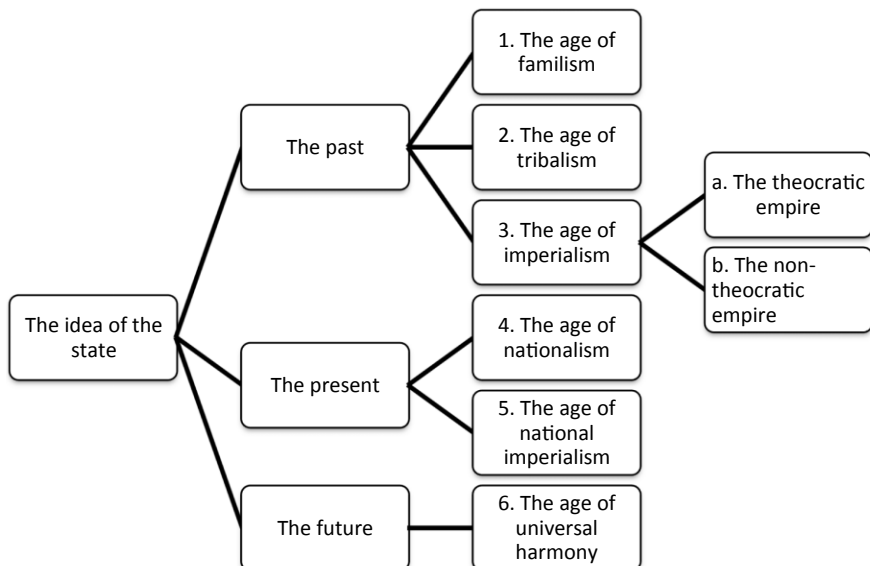 The idea of the
state
The past
1. The age of
familism
2. The age of
tribalism
3. The age of
imperialism
a. The theocratic
empire
b. The non-
theocratic
empire
The present
4. The age of
nationalism
5. The age of
national
imperialism
The future
6. The age of
universal
harmony